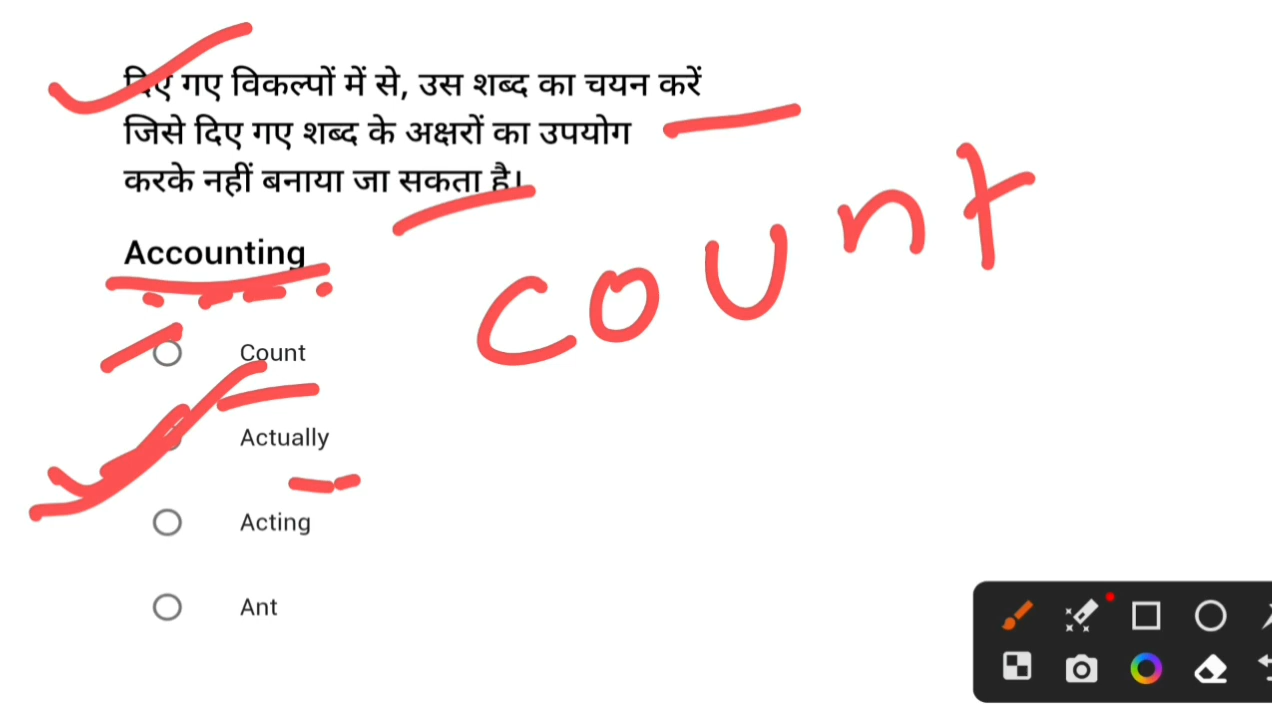 दिए गए विकल्पों में से, उस शब्द का चयन करें
जिसे दिए गए शब्द के अक्षरों का उपयोग
करके नहीं बनाया जा सकता है।
Accounting
count
Count
Actually
Acting
Ant